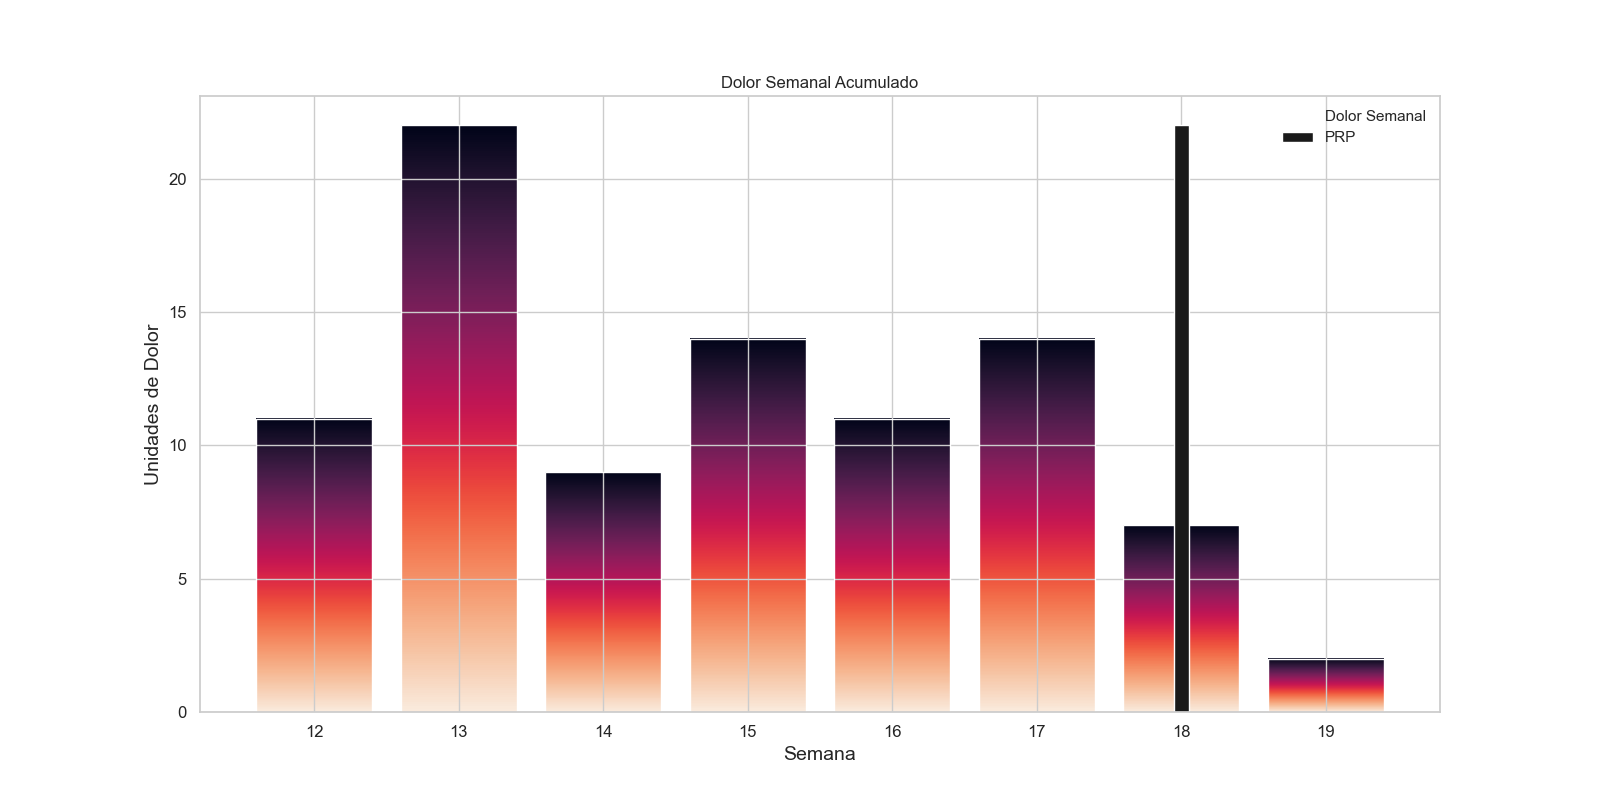 Dolor Semanal Acumulado
Dolor Semanal
PRP
Unidades de Dolor
20
15
10
5
0
12 13 14 15 16 17 18 19
Semana